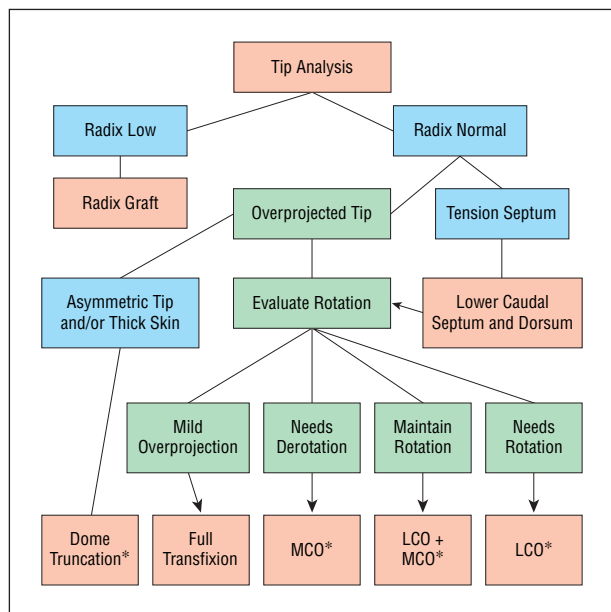 Tip Analysis
Radix Low
Radix Normal
Radix Graft
Overprojected Tip
Tension Septum
Asymmetric Tip
and/or Thick Skin
Evaluate Rotation
Lower Caudal
Septum and Dorsum
Mild
Overprojection
Needs
Derotation
Maintain
Rotation
Needs
Rotation
Dome
Truncation*
Full
Transfixion
MCO*
LCO +
MCO*
LCO*